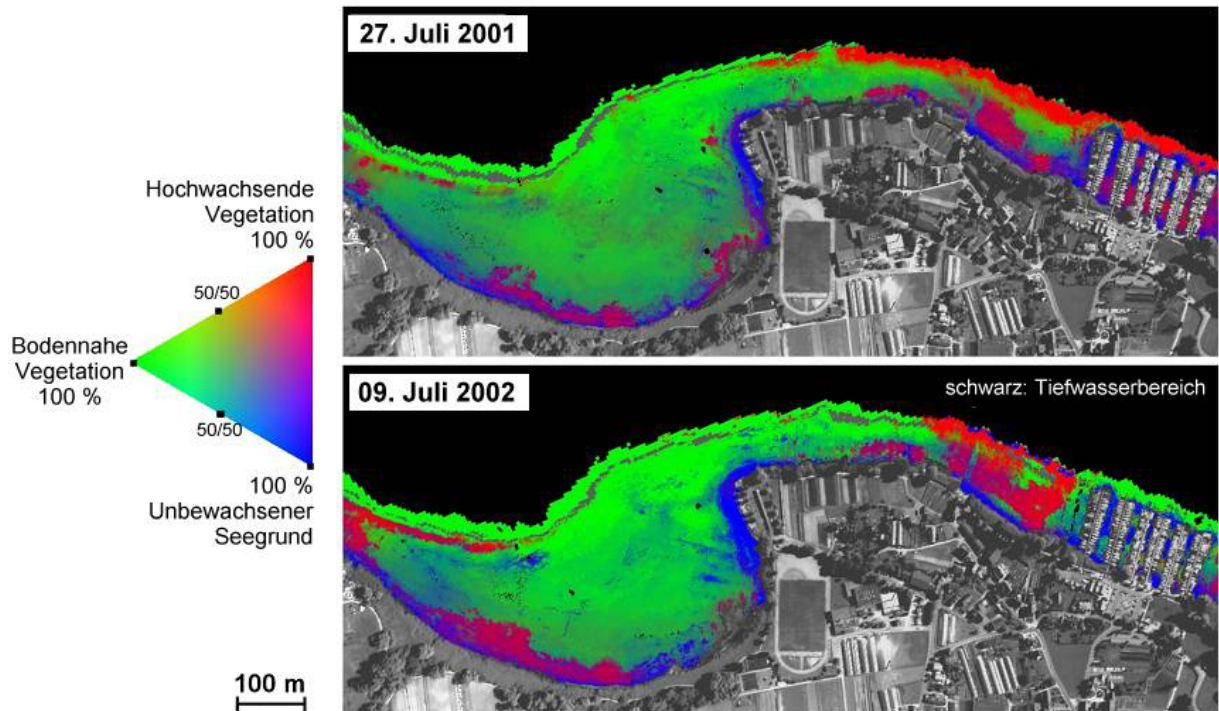 27. Juli 2001
Hochwachsende
Vegetation
100 %
50/50
Bodennahe
Vegetation
100 %
50/50
100 %
Unbewachsener
Seegrund
09. Juli 2002
schwarz: Tiefwasserbereich
100 m